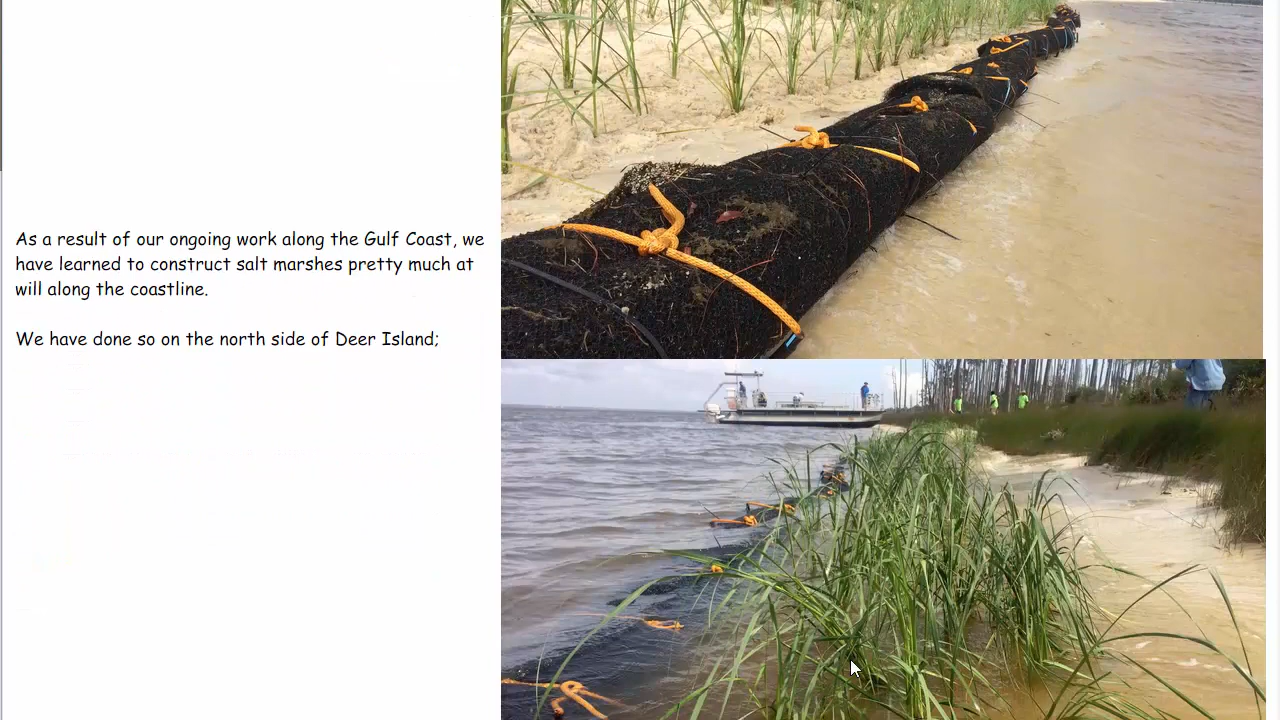 As a result of our ongoing work along the Gulf Coast, we
have learned to construct salt marshes pretty much at
will along the coastline.
We have done so on the north side of Deer Island;